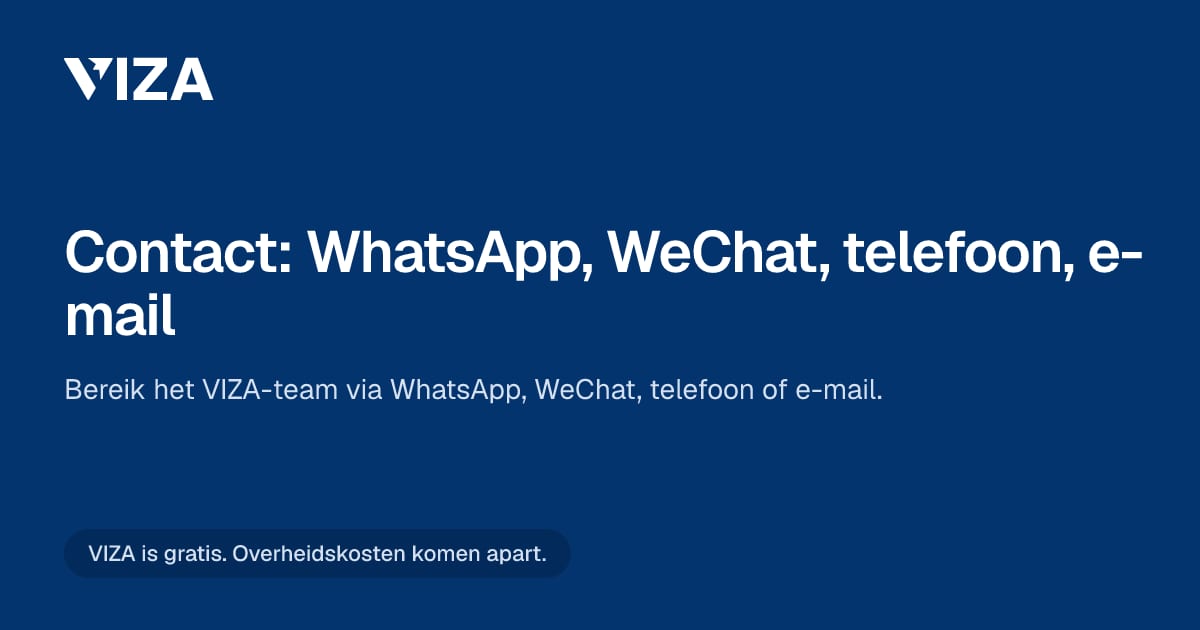 VIZA
Contact: WhatsApp, WeChat, telefoon, e-
mail
Bereik het VIZA-team via WhatsApp, WeChat, telefoon of e-mail.
VIZA is gratis. Overheidskosten komen apart.